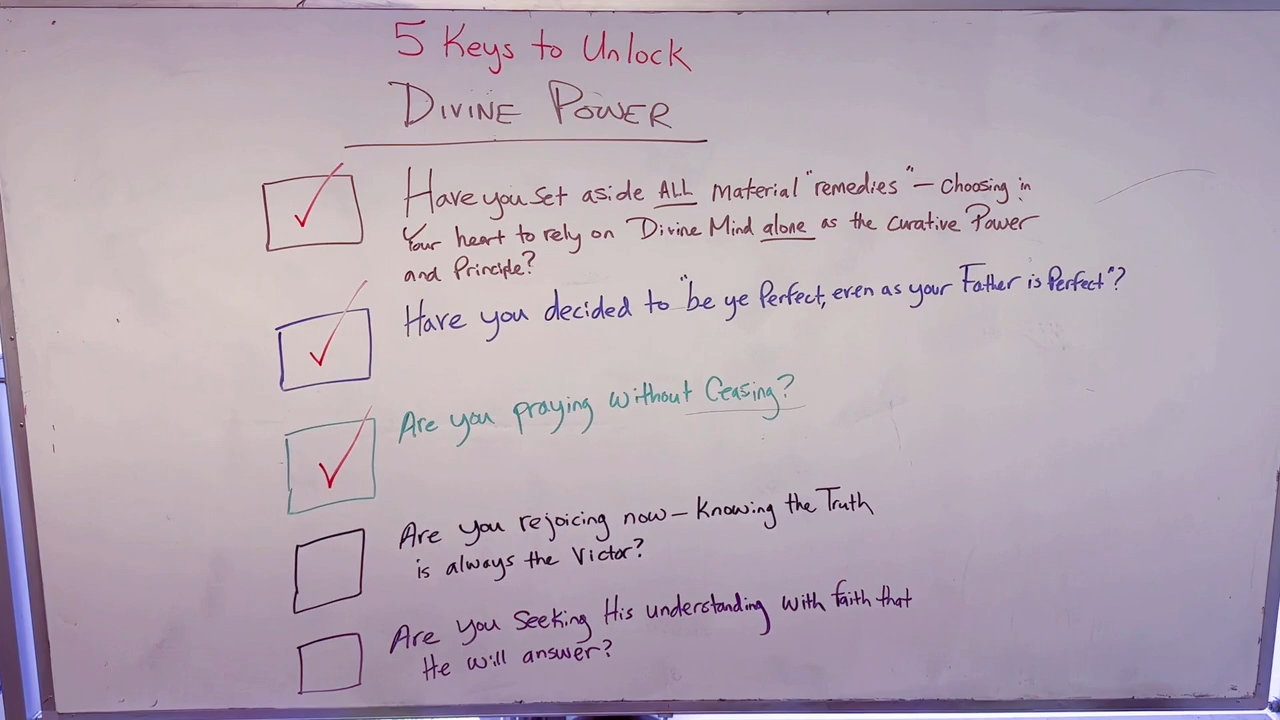 5 Keys to Unlock
DIVINE POWER
Have you set aside ALL material "remedies" – choosing in
Your heart to rely on Divine Mind alone as the curative Power
and Principle?
Have you decided to "be ye Perfect, even as your Father is Perfect"?
Are you praying without Ceasing?
Are you rejoicing now – Knowing the Truth
is always the Victor?
Are you Seeking His understanding with faith that
He will answer?